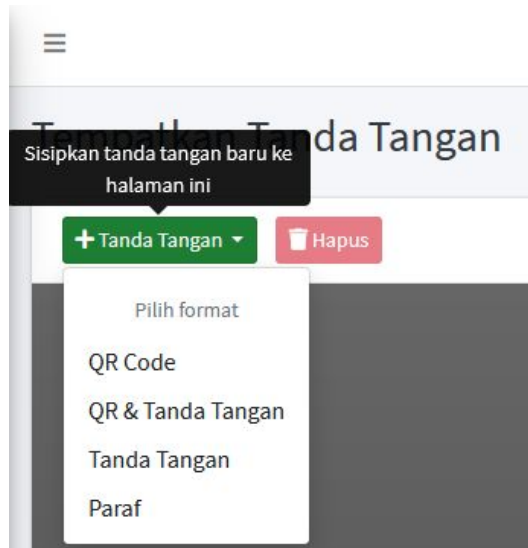 Tempatkan Tanda Tangan
Sisipkan tanda tangan baru ke
halaman ini
Tanda Tangan
Hapus
Pilih format
QR Code
QR & Tanda Tangan
Tanda Tangan
Paraf